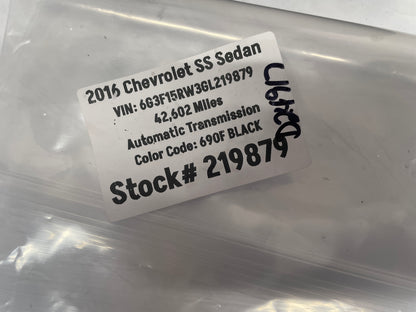 2016 Chevrolet SS Sedan
VIN: 6G3F15RW3GL219879
42,602 Miles
Automatic Transmission
Color Code: 690F BLACK
Stock# 219879